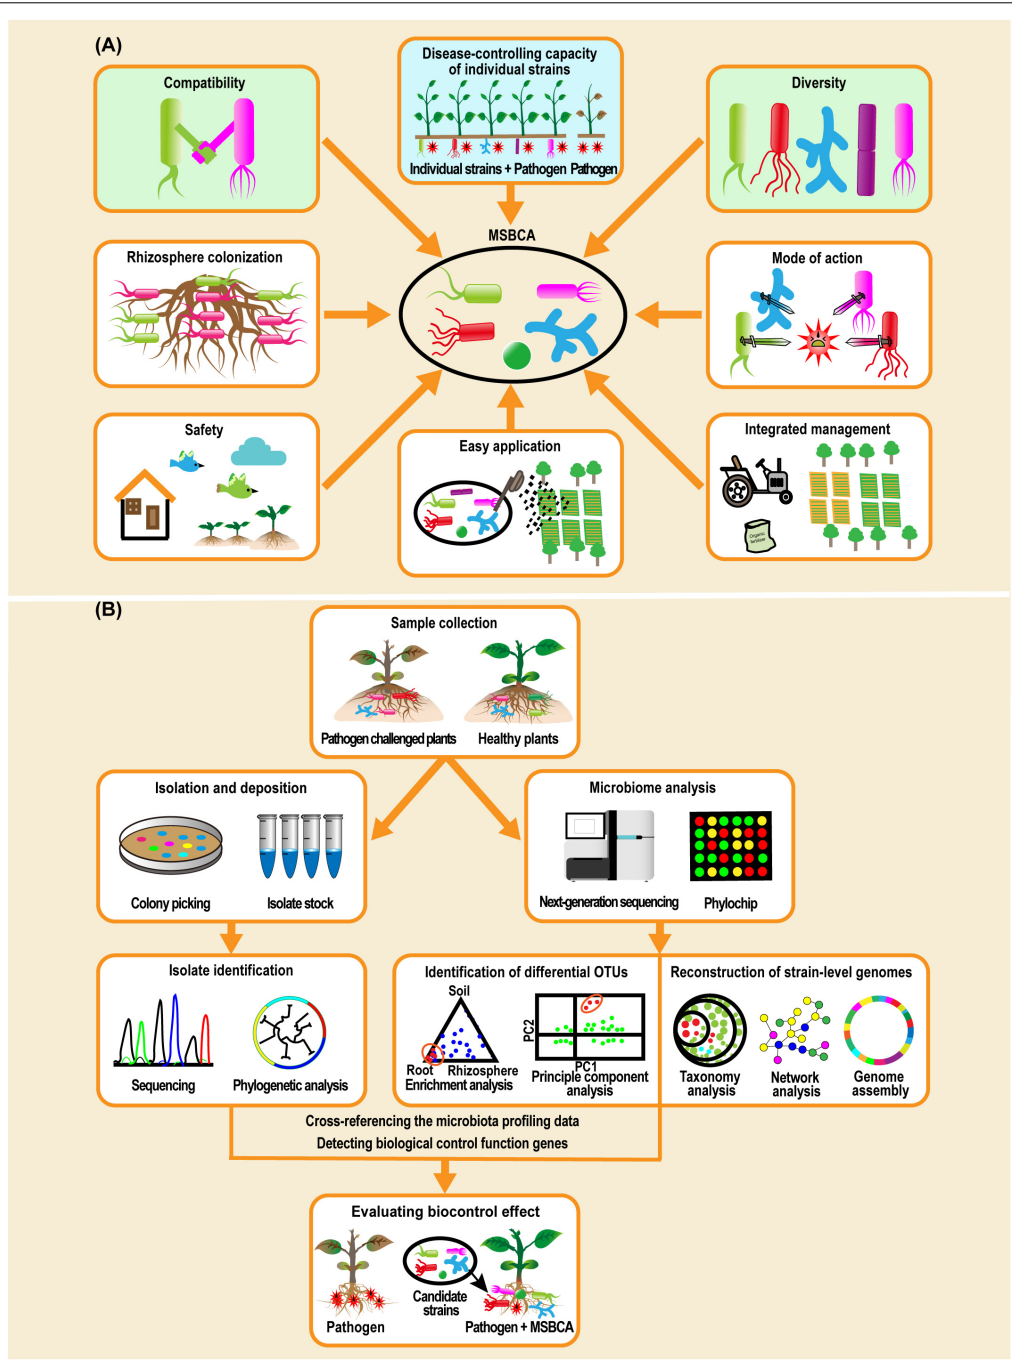 (A)
Compatibility
Disease-controlling capacity
of individual strains
Individual strains + Pathogen Pathogen
Diversity
MSBCA
Rhizosphere colonization
Mode of action
Safety
Easy application
Integrated management
Organic
fertilizer
(B)
Sample collection
Pathogen challenged plants
Healthy plants
Isolation and deposition
Colony picking
Isolate stock
Microbiome analysis
Next-generation sequencing
Phylochip
Isolate identification
Sequencing
Phylogenetic analysis
Identification of differential OTUs
Soil
Root
Rhizosphere
Enrichment analysis
PC2
PC1
Principle component
analysis
Reconstruction of strain-level genomes
Taxonomy
analysis
Network
analysis
Genome
assembly
Cross-referencing the microbiota profiling data
Detecting biological control function genes
Evaluating biocontrol effect
Pathogen
Candidate
strains
Pathogen + MSBCA